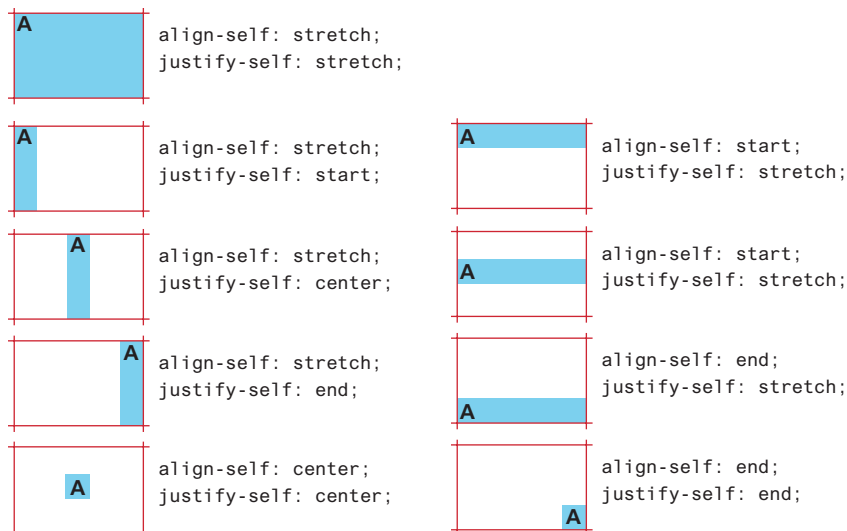 A
align-self: stretch;
justify-self: stretch;
A
align-self: stretch;
justify-self: start;
A
align-self: stretch;
justify-self: center;
A
align-self: stretch;
justify-self: end;
A
align-self: center;
justify-self: center;
A
align-self: start;
justify-self: stretch;
A
align-self: start;
justify-self: stretch;
A
align-self: end;
justify-self: stretch;
A
align-self: end;
justify-self: end;